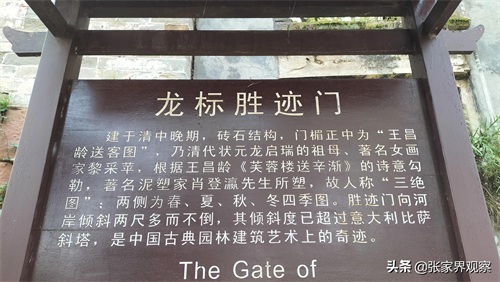 龙标胜迹门
建于清中晚期，砖石结构，门楣正中为“王昌
龄送客图”，乃清代状元龙启瑞的祖母、著名女画
家黎采苹，根据王昌龄《芙蓉楼送辛渐》的诗意勾
勒，著名泥塑家肖登瀛先生所塑，故人称“三绝
图”；两侧为春、夏、秋、冬四季图。胜迹门向河
岸倾斜两尺多而不倒，其倾斜度已超过意大利比萨
斜塔，是中国古典园林建筑艺术上的奇迹。
The Gate of
头条 @张家界观察